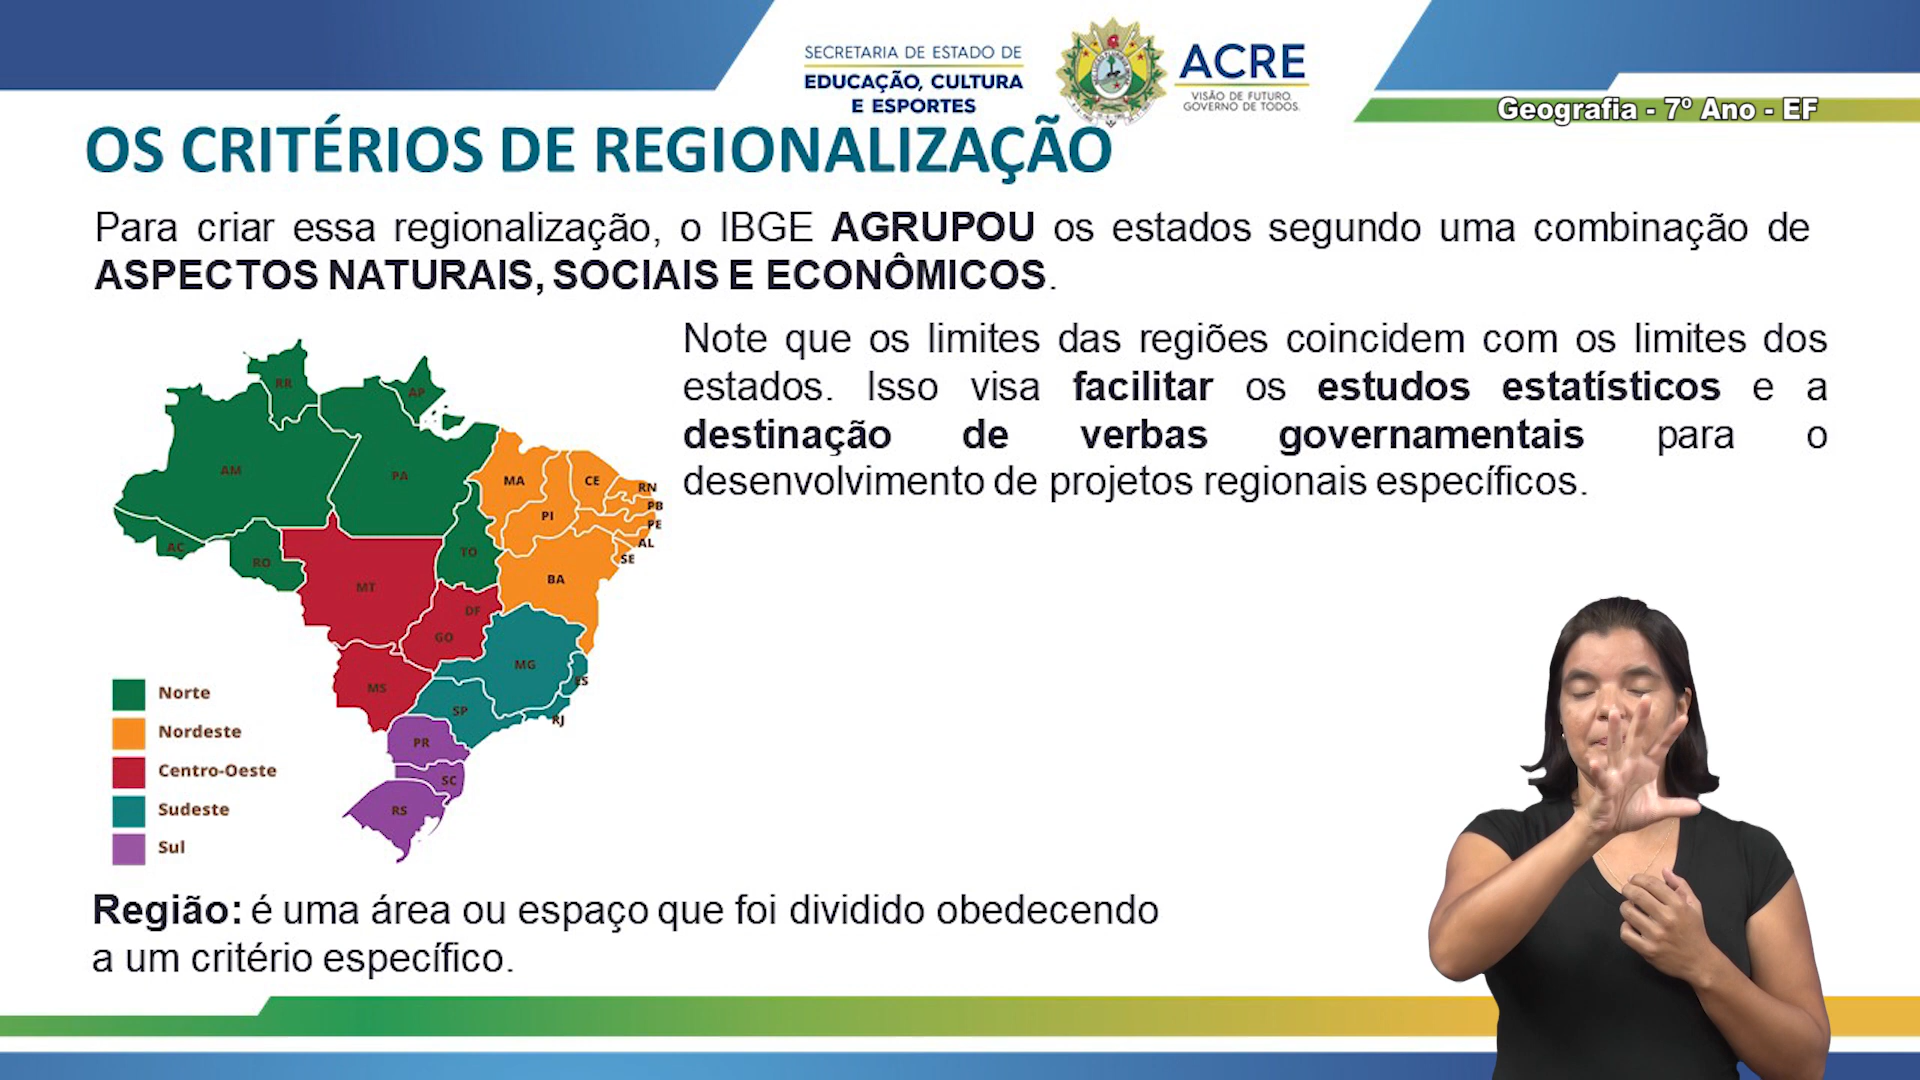 SECRETARIA DE ESTADO DE
EDUCAÇÃO, CULTURA
E ESPORTES
ACRE
VISÃO DE FUTURO.
GOVERNO DE TODOS.
Geografia - 7º Ano - EF
OS CRITÉRIOS DE REGIONALIZAÇÃO
Para criar essa regionalização, o IBGE AGRUPOU os estados segundo uma combinação de
ASPECTOS NATURAIS, SOCIAIS E ECONÔMICOS.
Note que os limites das regiões coincidem com os limites dos
estados. Isso visa facilitar os estudos estatísticos e a
destinação de verbas governamentais para o
desenvolvimento de projetos regionais específicos.
RR
AP
AM
PA
MA
CE
RN
PB
PI
PE
AL
AC
TO
SE
RO
BA
MT
DF
GO
MG
MS
ES
SP
RJ
PR
SC
RS
Norte
Nordeste
Centro-Oeste
Sudeste
Sul
Região: é uma área ou espaço que foi dividido obedecendo
a um critério específico.